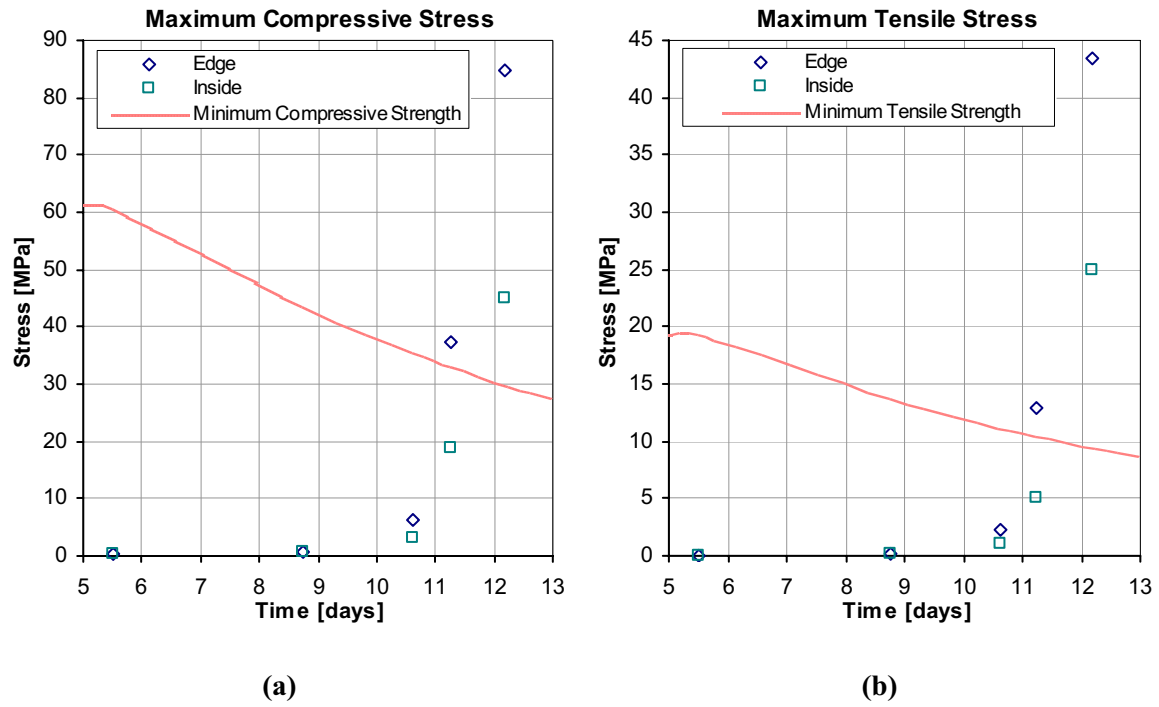 Maximum Compressive Stress
90
80
70
60
50
40
30
20
10
0
Stress [MPa]
Edge
Inside
Minimum Compressive Strength
5 6 7 8 9 10 11 12 13
Time [days]
(a)
Maximum Tensile Stress
45
40
35
30
25
20
15
10
5
0
Stress [MPa]
Edge
Inside
Minimum Tensile Strength
5 6 7 8 9 10 11 12 13
Time [days]
(b)